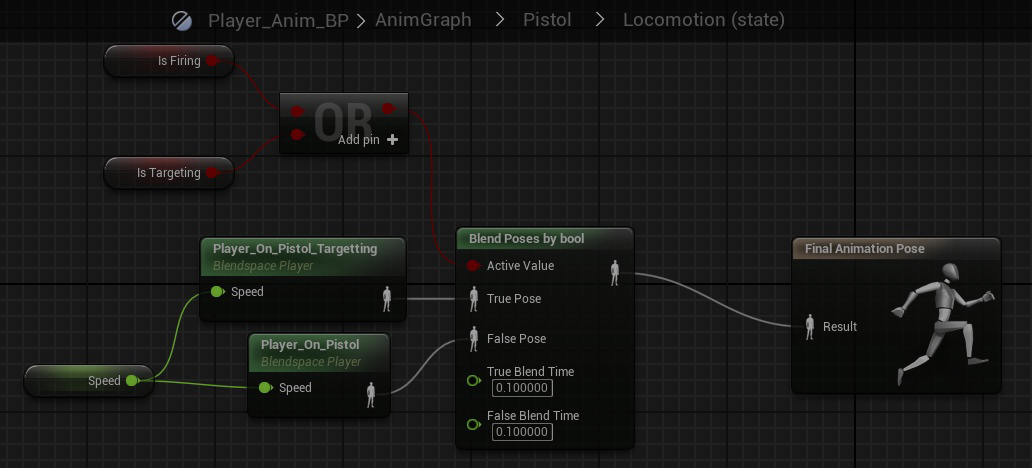 Player_Anim_BP > AnimGraph > Pistol > Locomotion (state)
Is Firing
OR
Add pin +
Is Targeting
Player_On_Pistol_Targetting
Blendspace Player
Speed
Blend Poses by bool
Active Value
True Pose
False Pose
True Blend Time
0.100000
False Blend Time
0.100000
Final Animation Pose
Result
Player_On_Pistol
Blendspace Player
Speed
Speed